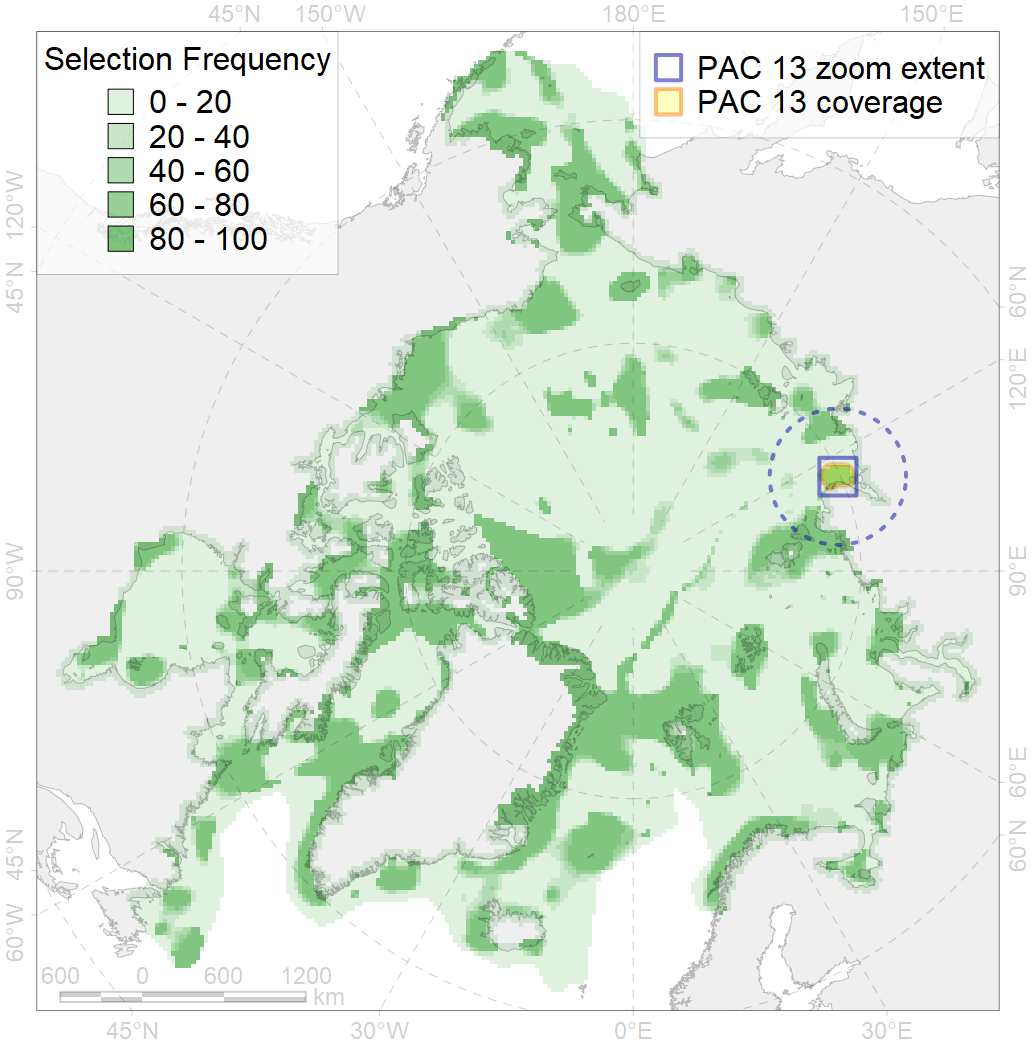 45°N 150°W 180°E 150°E
Selection Frequency
0 - 20
20 - 40
40 - 60
60 - 80
80 - 100
PAC 13 zoom extent
PAC 13 coverage
120°W
45°N
90°W
45°N
60°W
60°N
120°E
90°E
60°E
60°N
600 0 600 1200
km
45°N 30°W 0°E 30°E